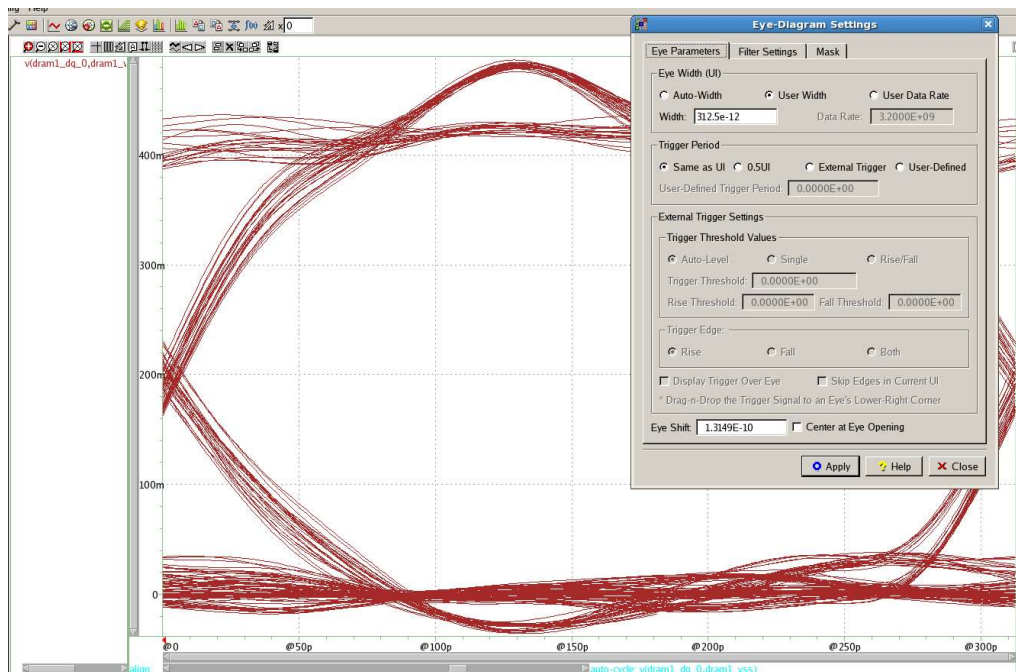 Help
0
v(dram1_dq_0,dram1_v
400m
300m
200m
100m
0
@0
@50p
@100p
@150p
@200p
@250p
@300p
align:
auto-cycle: v(dram1_dq_0,dram1_vss)
Eye-Diagram Settings
Eye Parameters Filter Settings Mask
Eye Width (UI)
Auto-Width User Width User Data Rate
Width: 312.5e-12 Data Rate: 3.2000E+09
Trigger Period
Same as UI 0.5UI External Trigger User-Defined
User-Defined Trigger Period: 0.0000E+00
External Trigger Settings
Trigger Threshold Values
Auto-Level Single Rise/Fall
Trigger Threshold: 0.0000E+00
Rise Threshold: 0.0000E+00 Fall Threshold: 0.0000E+00
Trigger Edge:
Rise Fall Both
Display Trigger Over Eye Skip Edges in Current UI
* Drag-n-Drop the Trigger Signal to an Eye's Lower-Right Corner
Eye Shift: 1.3149E-10 Center at Eye Opening
Apply Help Close